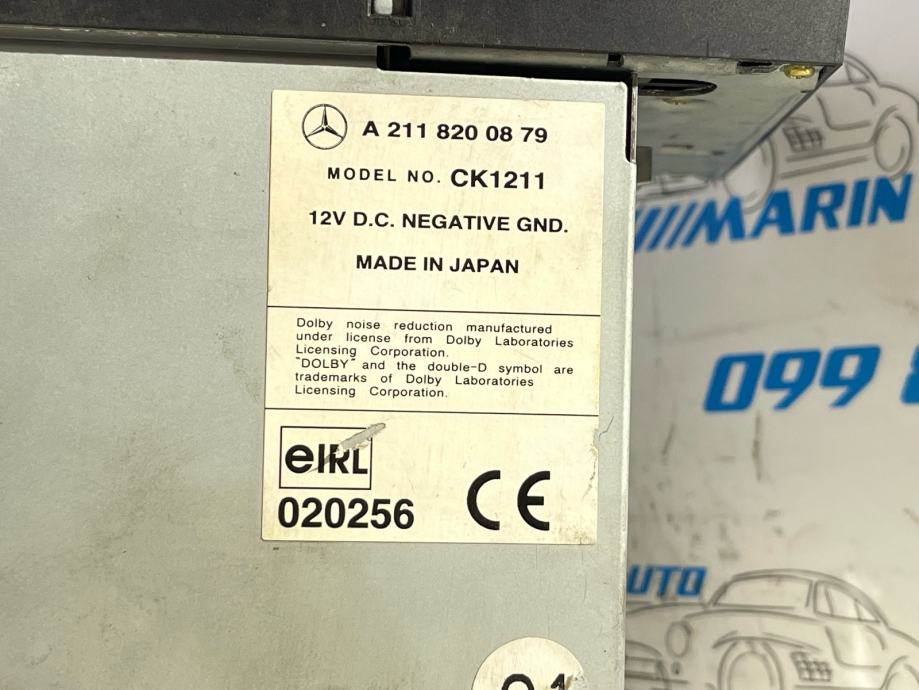 A 211 820 08 79
MODEL NO. CK1211
12V D.C. NEGATIVE GND.
MADE IN JAPAN
Dolby noise reduction manufactured
under license from Dolby Laboratories
Licensing Corporation.
"DOLBY" and the double-D symbol are
trademarks of Dolby Laboratories
Licensing Corporation.
eIRL
020256
CE
MARIN
099
UTO